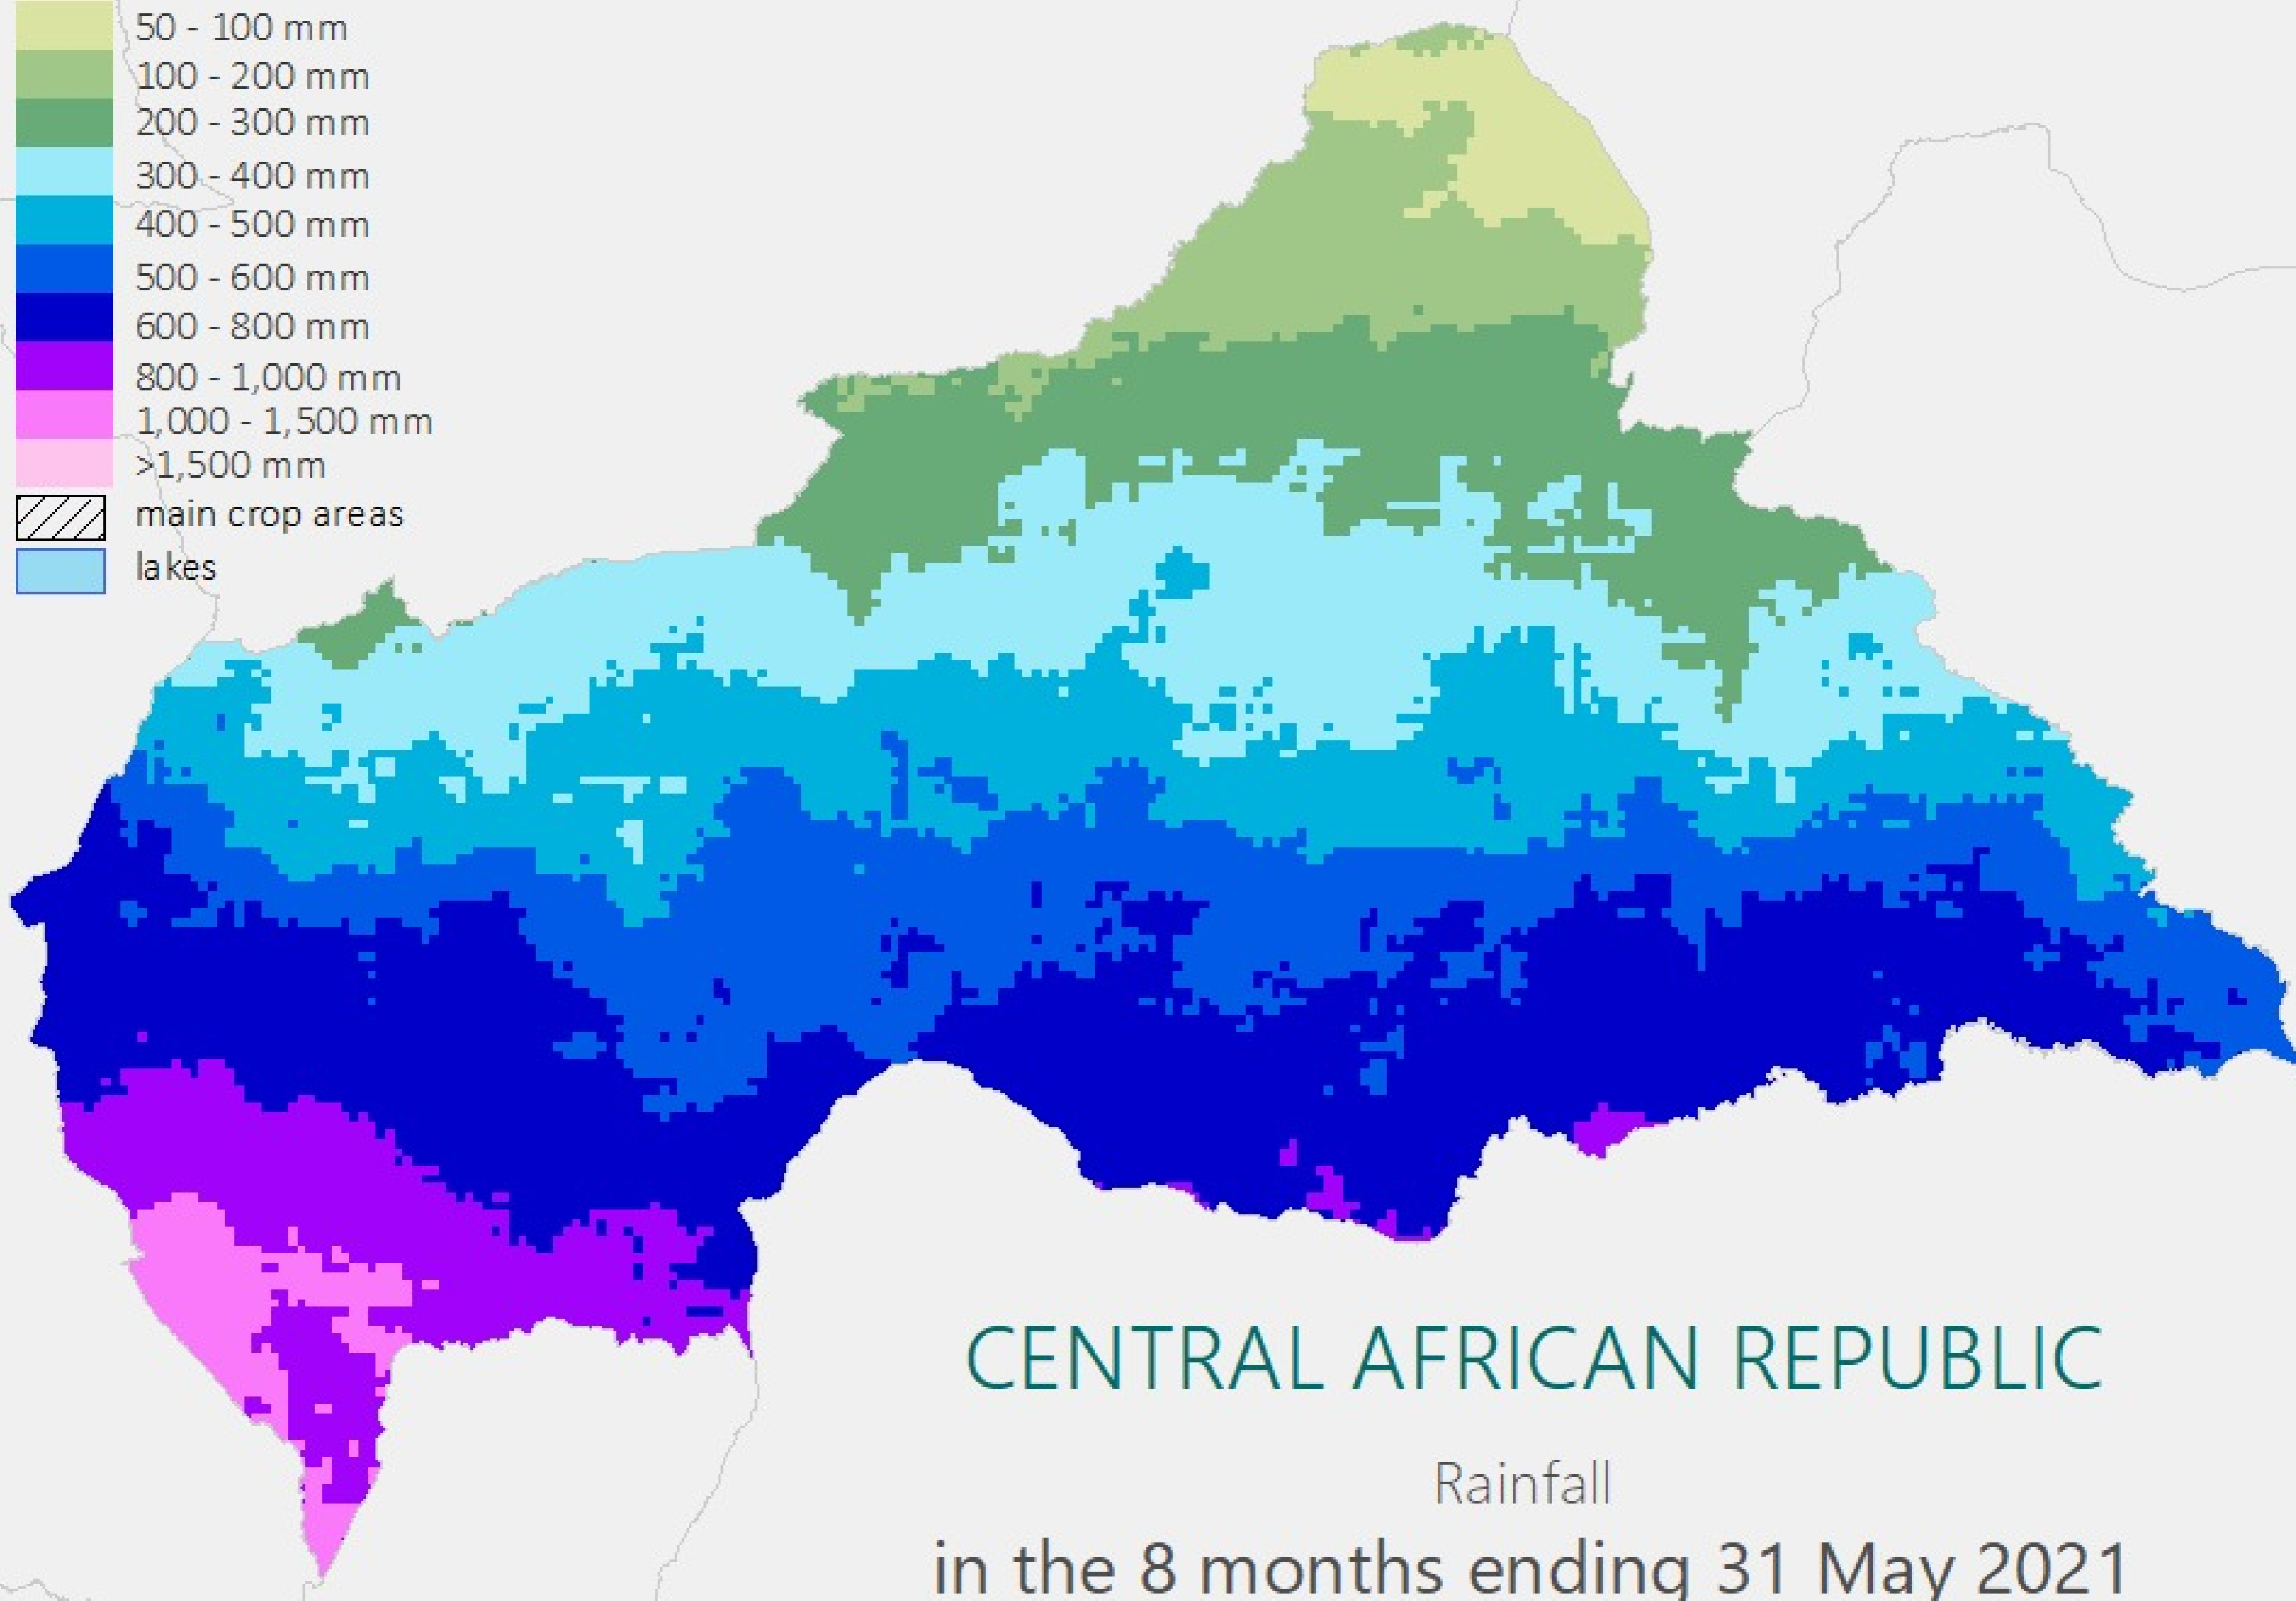 50 - 100 mm
100 - 200 mm
200 - 300 mm
300 - 400 mm
400 - 500 mm
500 - 600 mm
600 - 800 mm
800 - 1,000 mm
1,000 - 1,500 mm
>1,500 mm
main crop areas
lakes
CENTRAL AFRICAN REPUBLIC
Rainfall
in the 8 months ending 31 May 2021